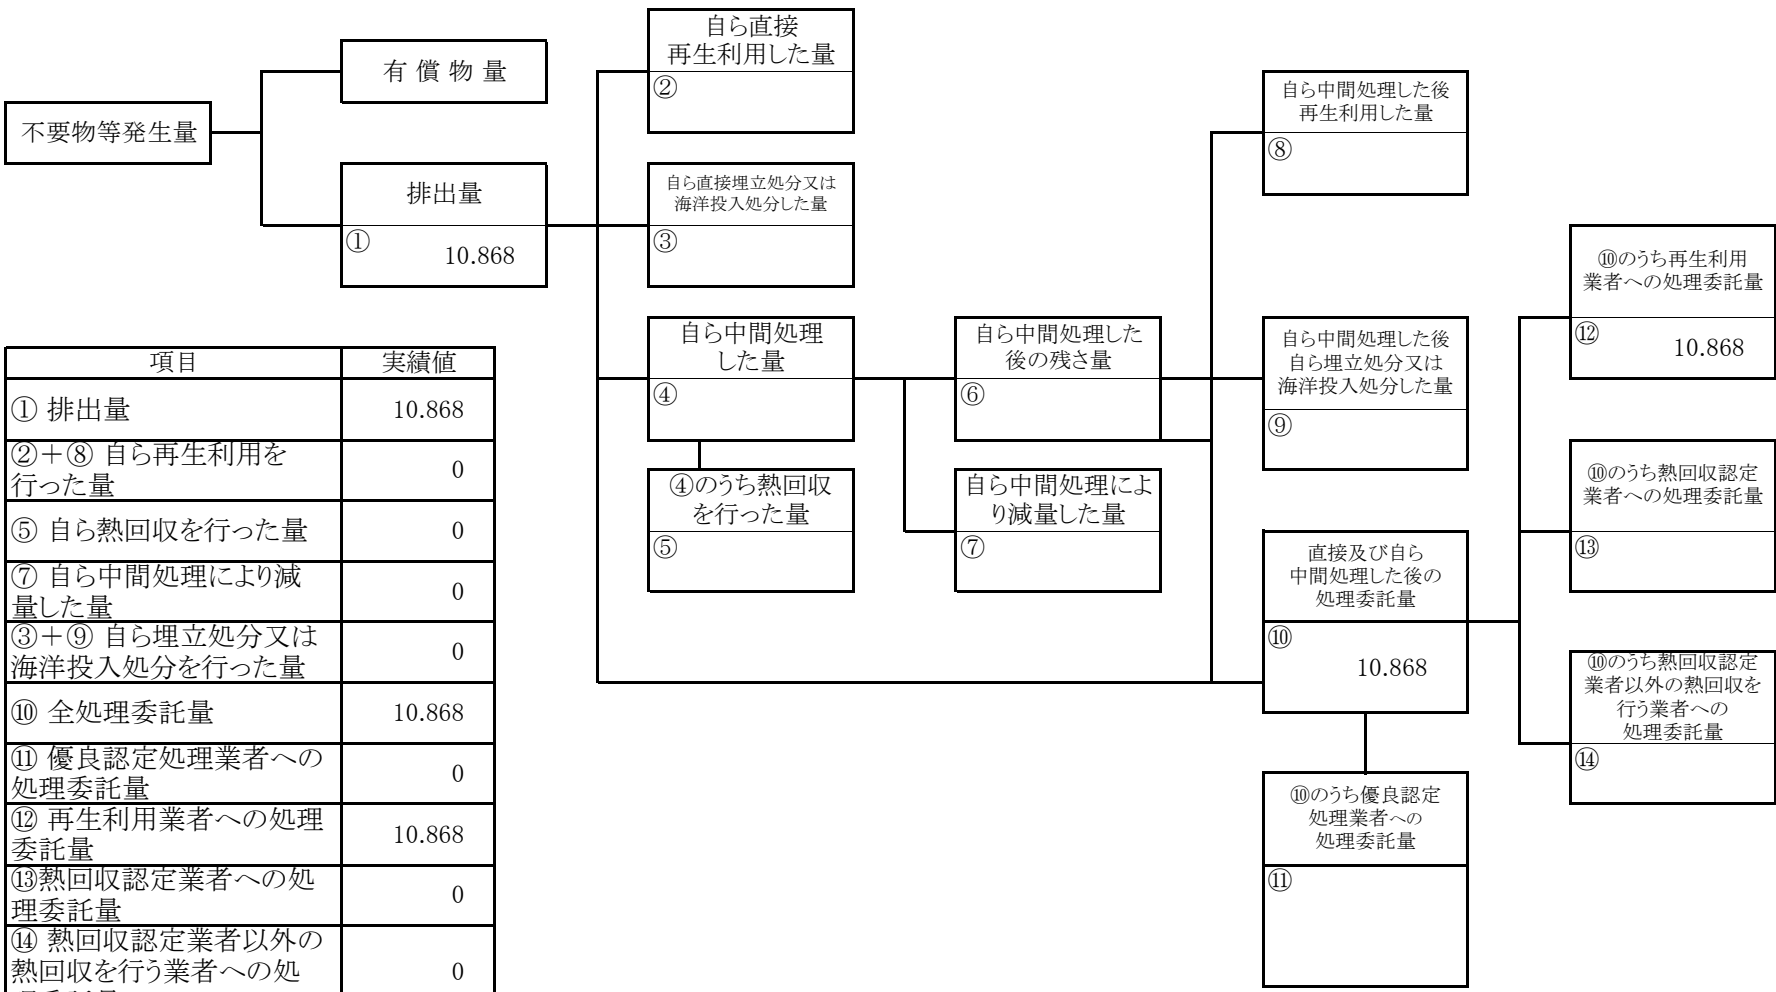 不要物等発生量
有償物量
排出量
①
10.868
自ら直接
再生利用した量
②
自ら直接埋立処分又は
海洋投入処分した量
③
自ら中間処理
した量
④
④のうち熱回収
を行った量
⑤
自ら中間処理した
後の残さ量
⑥
自ら中間処理によ
り減量した量
⑦
自ら中間処理した後
再生利用した量
⑧
自ら中間処理した後
自ら埋立処分又は
海洋投入処分した量
⑨
直接及び自ら
中間処理した後の
処理委託量
⑩
10.868
⑩のうち優良認定
処理業者への
処理委託量
⑪
⑩のうち再生利用
業者への処理委託量
⑫
10.868
⑩のうち熱回収認定
業者への処理委託量
⑬
⑩のうち熱回収認定
業者以外の熱回収を
行う業者への
処理委託量
⑭
項目 実績値
① 排出量 10.868
②＋⑧ 自ら再生利用を
行った量 0
⑤ 自ら熱回収を行った量 0
⑦ 自ら中間処理により減
量した量 0
③＋⑨ 自ら埋立処分又は
海洋投入処分を行った量 0
⑩ 全処理委託量 10.868
⑪ 優良認定処理業者への
処理委託量 0
⑫ 再生利用業者への処理
委託量 10.868
⑬熱回収認定業者への処
理委託量 0
⑭ 熱回収認定業者以外の
熱回収を行う業者への処 0